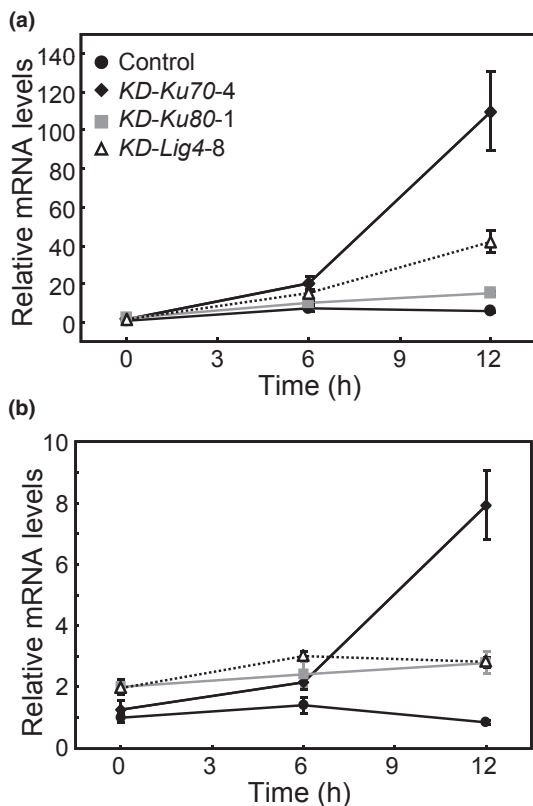 (a)
140
120
100
80
60
40
20
0
Relative mRNA levels
Control
KD-Ku70-4
KD-Ku80-1
KD-Lig4-8
0 3 6 9 12
Time (h)
(b)
10
8
6
4
2
0
Relative mRNA levels
0 3 6 9 12
Time (h)